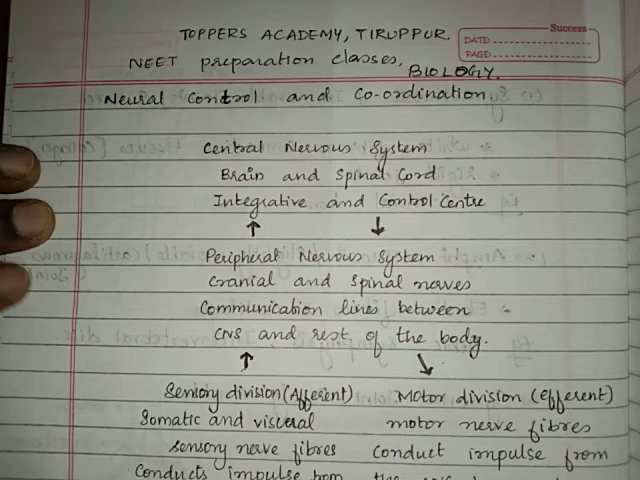 TOPPERS ACADEMY, TIRUPPUR.
Success
DATE:
PAGE:
NEET preparation classes,
BIOLOGY.
Neural Control and Co-ordination
Central Nervous System
Brain and Spinal Cord
Integrative and Control Centre
↑ ↓
Peripheral Nervous System
Cranial and Spinal nerves
Communication lines between
CNS and rest of the body.
↑ ↘
Sensory division (Afferent) Motor division (efferent)
Somatic and visceral motor nerve fibres
sensory nerve fibres conduct impulse from
Conducts impulse from the